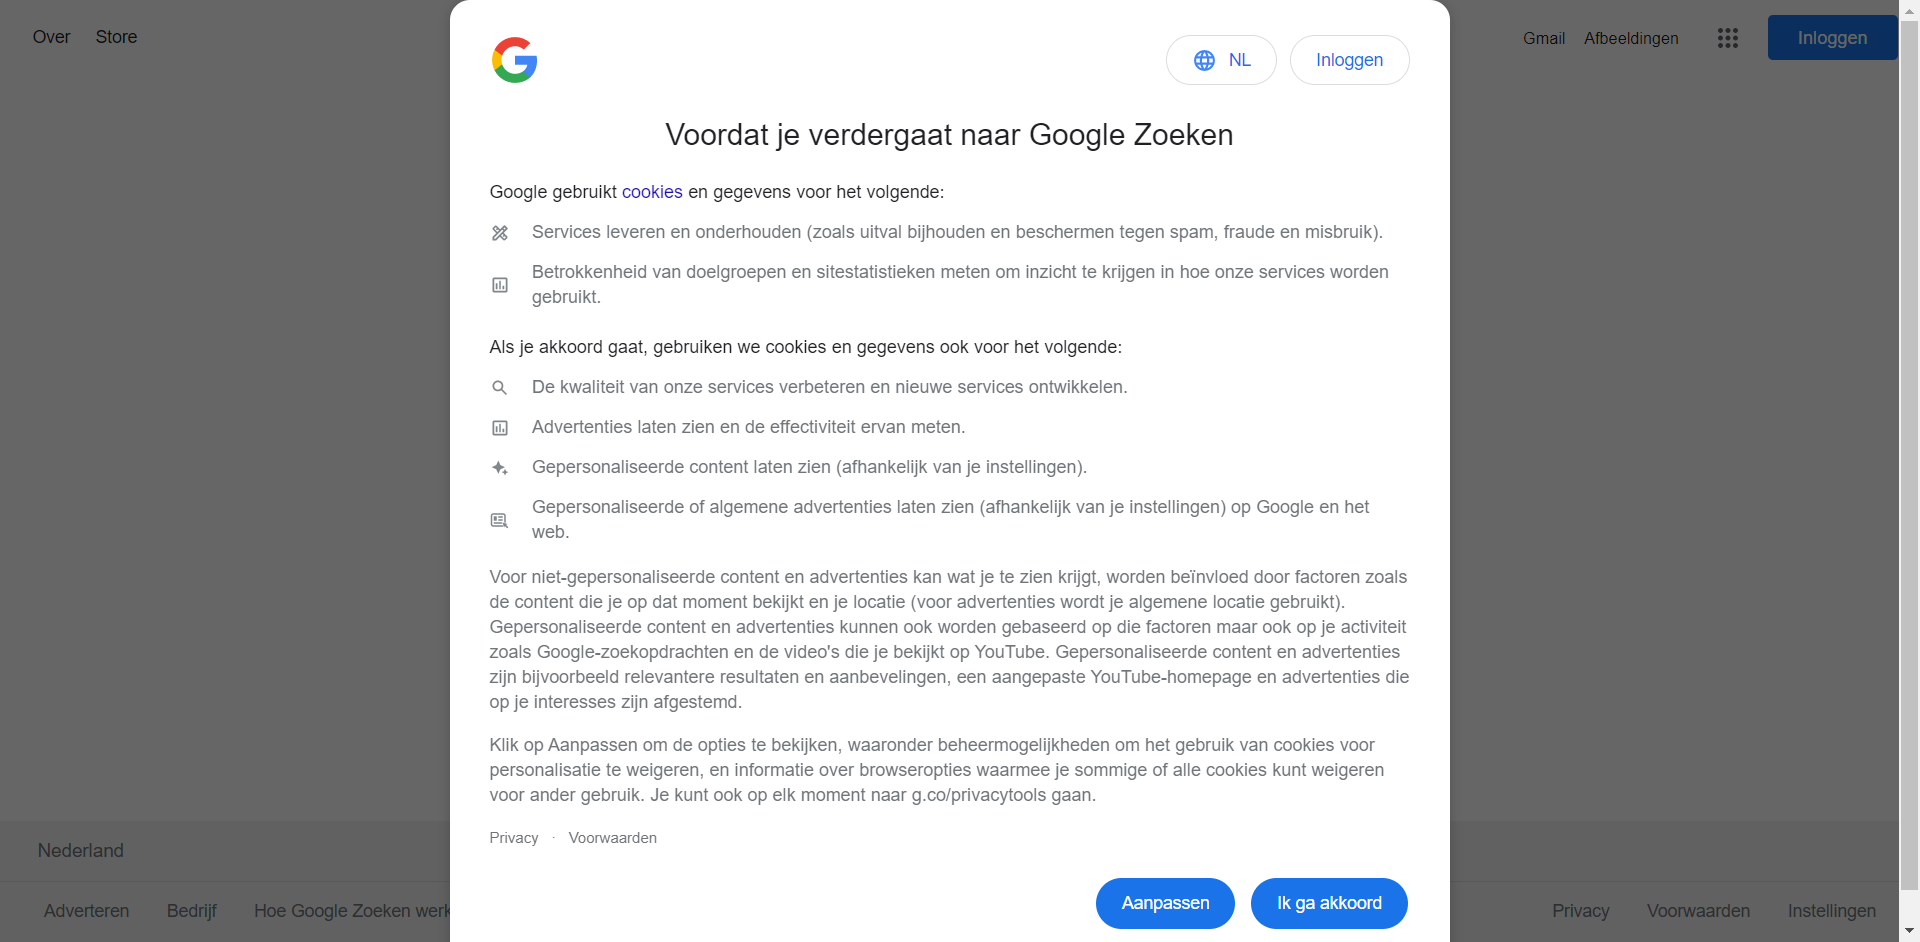 Over Store
Gmail Afbeeldingen Inloggen
NL Inloggen
Voordat je verdergaat naar Google Zoeken
Google gebruikt cookies en gegevens voor het volgende:
Services leveren en onderhouden (zoals uitval bijhouden en beschermen tegen spam, fraude en misbruik).
Betrokkenheid van doelgroepen en sitestatistieken meten om inzicht te krijgen in hoe onze services worden
gebruikt.
Als je akkoord gaat, gebruiken we cookies en gegevens ook voor het volgende:
De kwaliteit van onze services verbeteren en nieuwe services ontwikkelen.
Advertenties laten zien en de effectiviteit ervan meten.
Gepersonaliseerde content laten zien (afhankelijk van je instellingen).
Gepersonaliseerde of algemene advertenties laten zien (afhankelijk van je instellingen) op Google en het
web.
Voor niet-gepersonaliseerde content en advertenties kan wat je te zien krijgt, worden beïnvloed door factoren zoals
de content die je op dat moment bekijkt en je locatie (voor advertenties wordt je algemene locatie gebruikt).
Gepersonaliseerde content en advertenties kunnen ook worden gebaseerd op die factoren maar ook op je activiteit
zoals Google-zoekopdrachten en de video's die je bekijkt op YouTube. Gepersonaliseerde content en advertenties
zijn bijvoorbeeld relevantere resultaten en aanbevelingen, een aangepaste YouTube-homepage en advertenties die
op je interesses zijn afgestemd.
Klik op Aanpassen om de opties te bekijken, waaronder beheermogelijkheden om het gebruik van cookies voor
personalisatie te weigeren, en informatie over browseropties waarmee je sommige of alle cookies kunt weigeren
voor ander gebruik. Je kunt ook op elk moment naar g.co/privacytools gaan.
Privacy · Voorwaarden
Aanpassen Ik ga akkoord
Nederland
Adverteren Bedrijf Hoe Google Zoeken werk
Privacy Voorwaarden Instellingen